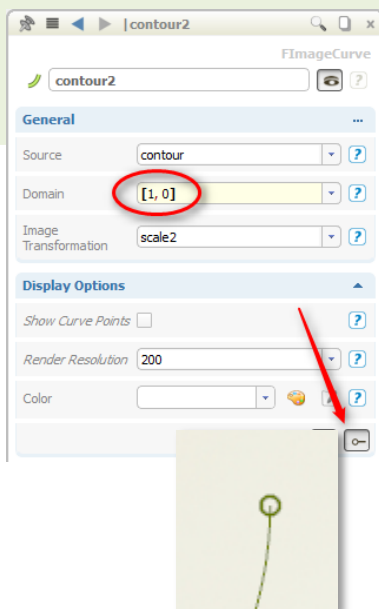 |contour2
FImageCurve
contour2
General
Source contour
Domain [1, 0]
Image
Transformation scale2
Display Options
Show Curve Points
Render Resolution 200
Color